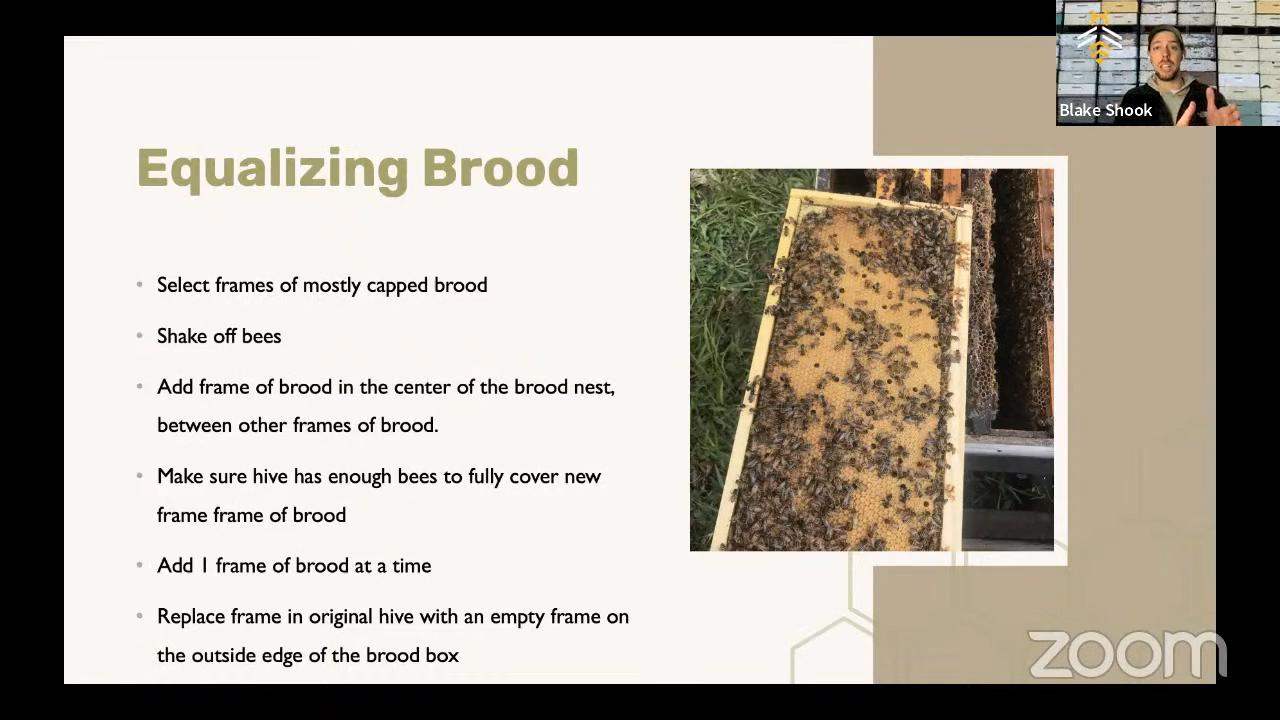 Blake Shook
Equalizing Brood
• Select frames of mostly capped brood
• Shake off bees
• Add frame of brood in the center of the brood nest,
between other frames of brood.
• Make sure hive has enough bees to fully cover new
frame frame of brood
• Add 1 frame of brood at a time
• Replace frame in original hive with an empty frame on
the outside edge of the brood box
zoom